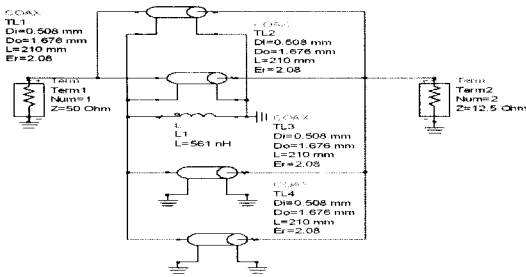 COAX
TL1
Di=0.508 mm
Do=1.676 mm
L=210 mm
Er=2.08
COAX
TL2
Di=0.508 mm
Do=1.676 mm
L=210 mm
Er=2.08
Term
Term1
Num=1
Z=50 Ohm
L
L1
L=561 nH
Term
Term2
Num=2
Z=12.5 Ohm
COAX
TL3
Di=0.508 mm
Do=1.676 mm
L=210 mm
Er=2.08
COAX
TL4
Di=0.508 mm
Do=1.676 mm
L=210 mm
Er=2.08